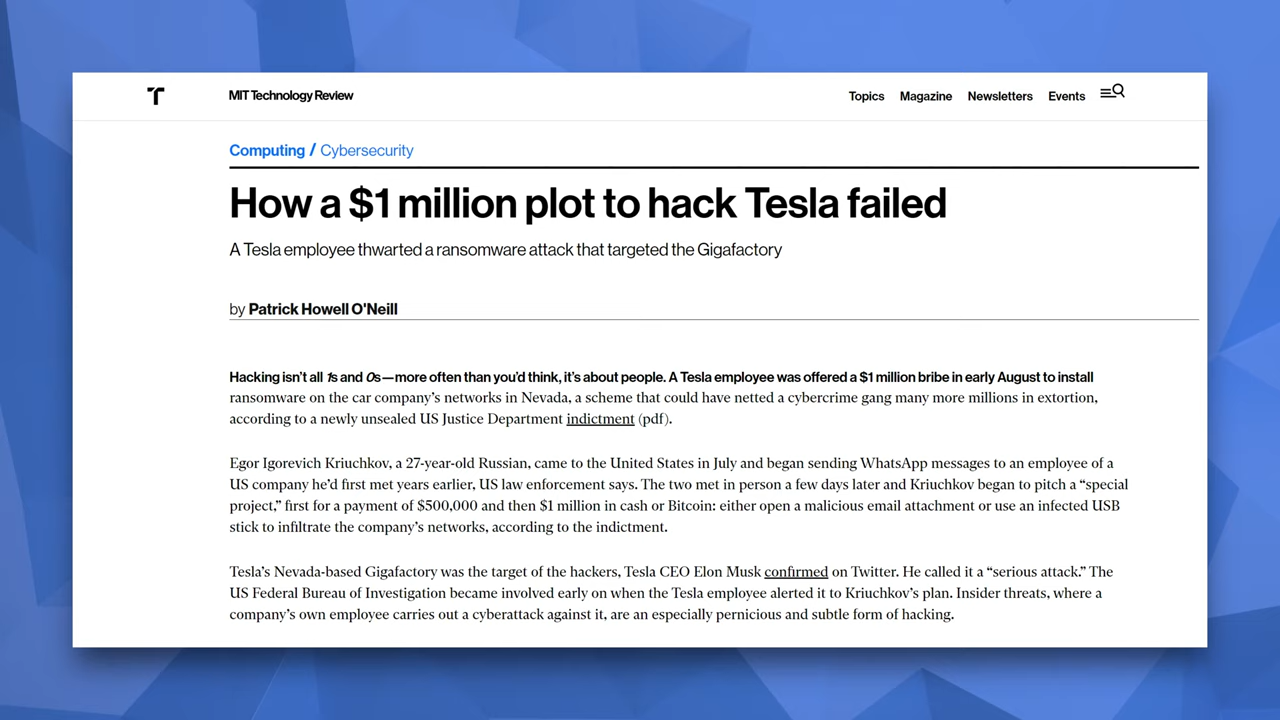 MIT Technology Review
Topics Magazine Newsletters Events
Computing / Cybersecurity
How a $1 million plot to hack Tesla failed
A Tesla employee thwarted a ransomware attack that targeted the Gigafactory
by Patrick Howell O'Neill
Hacking isn’t all 1s and 0s—more often than you’d think, it’s about people. A Tesla employee was offered a $1 million bribe in early August to install
ransomware on the car company’s networks in Nevada, a scheme that could have netted a cybercrime gang many more millions in extortion,
according to a newly unsealed US Justice Department indictment (pdf).
Egor Igorevich Kriuchkov, a 27-year-old Russian, came to the United States in July and began sending WhatsApp messages to an employee of a
US company he’d first met years earlier, US law enforcement says. The two met in person a few days later and Kriuchkov began to pitch a “special
project,” first for a payment of $500,000 and then $1 million in cash or Bitcoin: either open a malicious email attachment or use an infected USB
stick to infiltrate the company’s networks, according to the indictment.
Tesla’s Nevada-based Gigafactory was the target of the hackers, Tesla CEO Elon Musk confirmed on Twitter. He called it a “serious attack.” The
US Federal Bureau of Investigation became involved early on when the Tesla employee alerted it to Kriuchkov’s plan. Insider threats, where a
company’s own employee carries out a cyberattack against it, are an especially pernicious and subtle form of hacking.